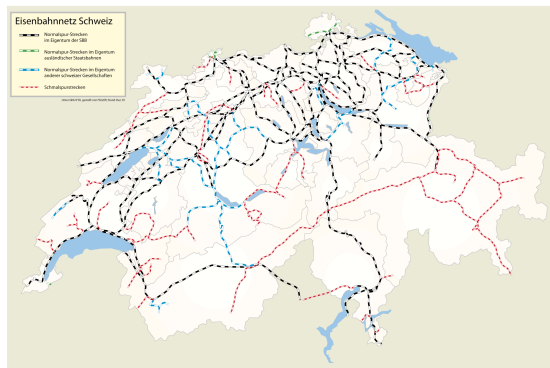 Eisenbahnnetz Schweiz
Normalspur-Strecken
im Eigentum der SBB
Normalspur-Strecken im Eigentum
ausländischer Staatsbahnen
Normalspur-Strecken im Eigentum
anderer schweizer Gesellschaften
Schmalspurstrecken